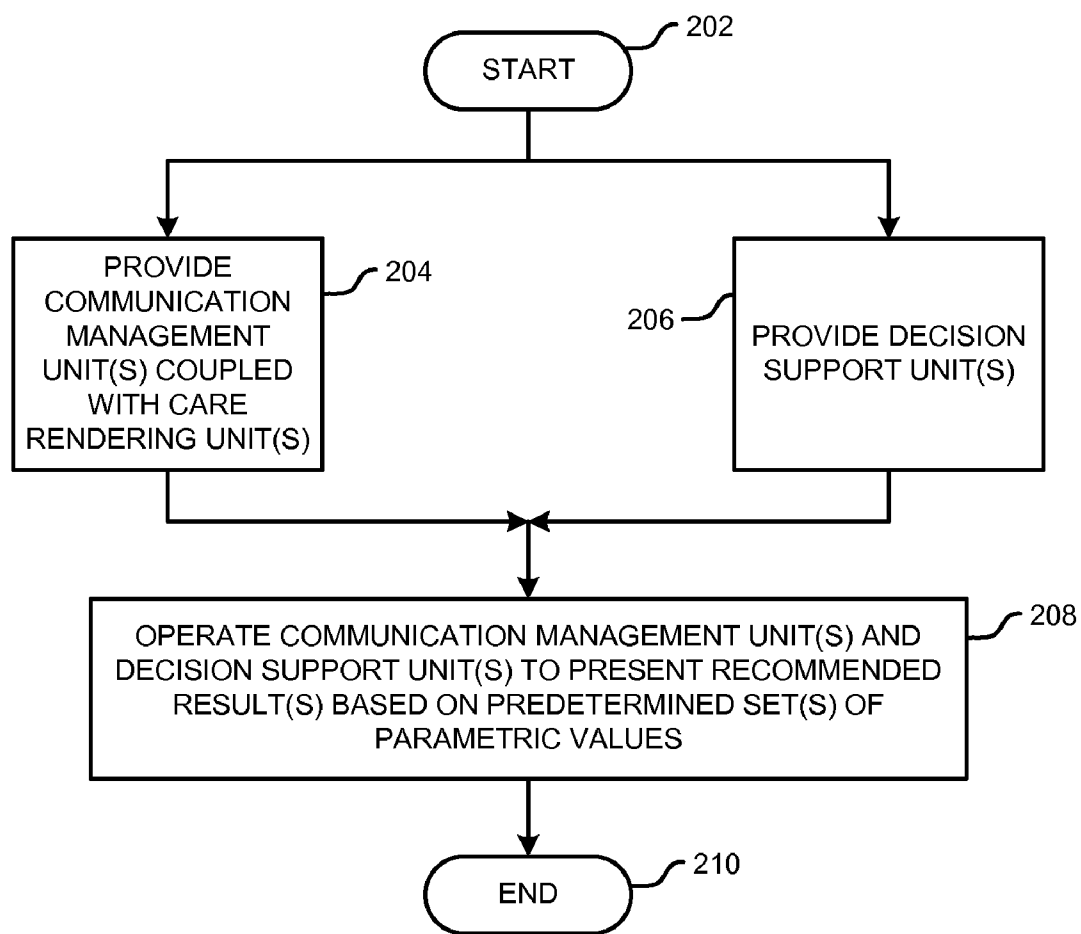 202
START
PROVIDE
COMMUNICATION
MANAGEMENT
UNIT(S) COUPLED
WITH CARE
RENDERING UNIT(S)
204
206
PROVIDE DECISION
SUPPORT UNIT(S)
208
OPERATE COMMUNICATION MANAGEMENT UNIT(S) AND
DECISION SUPPORT UNIT(S) TO PRESENT RECOMMENDED
RESULT(S) BASED ON PREDETERMINED SET(S) OF
PARAMETRIC VALUES
210
END